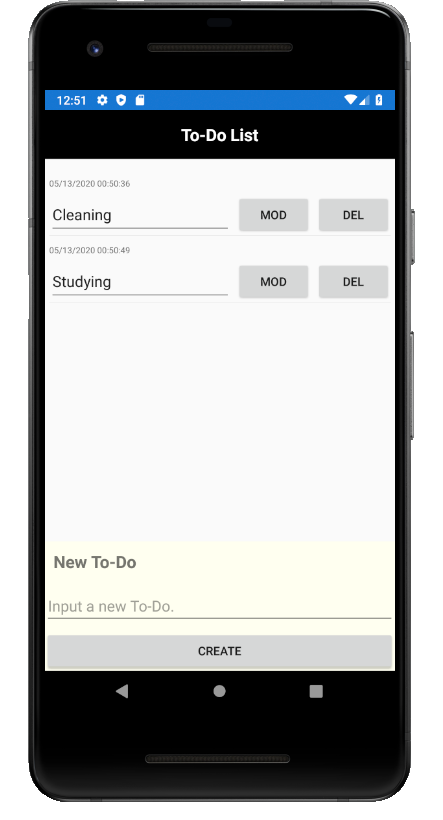 12:51
To-Do List
05/13/2020 00:50:36
Cleaning MOD DEL
05/13/2020 00:50:49
Studying MOD DEL
New To-Do
Input a new To-Do.
CREATE